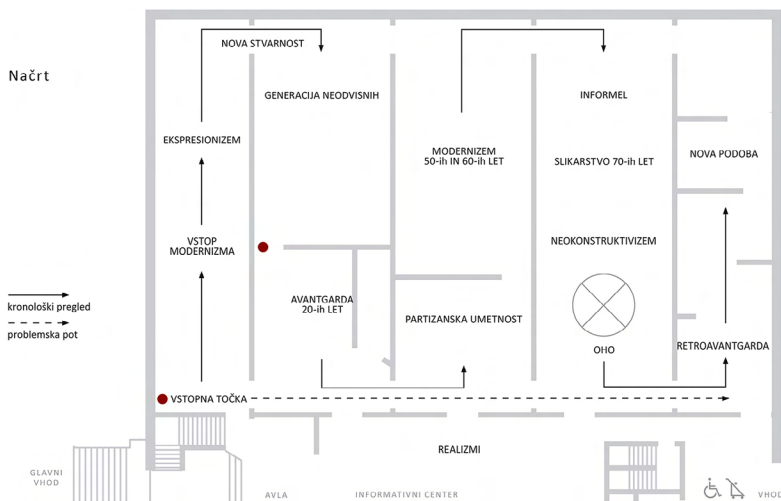 Načrt
NOVA STVARNOST
GENERACIJA NEODVISNIH
INFORMEL
EKSPRESIONIZEM
MODERNIZEM
50-ih IN 60-ih LET
SLIKARSTVO 70-ih LET
NOVA PODOBA
VSTOP
MODERNIZMA
NEOKONSTRUKTIVIZEM
kronološki pregled
problemska pot
AVANTGARDA
20-ih LET
PARTIZANSKA UMETNOST
OHO
RETROAVANTGARDA
VSTOPNA TOČKA
REALIZMI
GLAVNI
VHOD
AVLA
INFORMATIVNI CENTER
VHOD